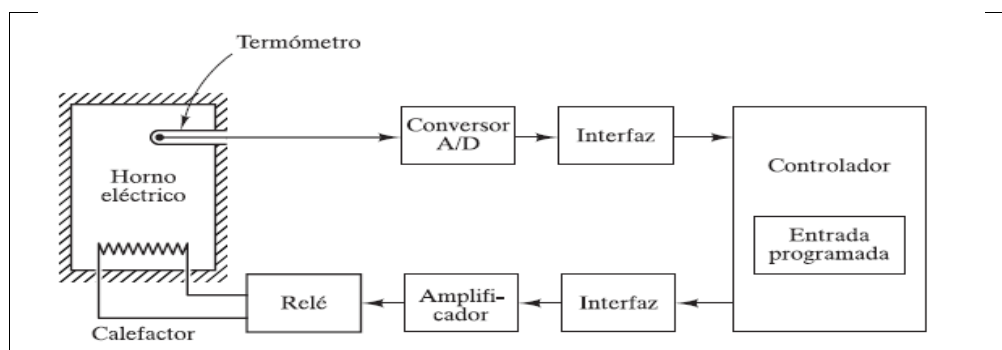 Termómetro
Conversor
A/D
Interfaz
Controlador
Horno
eléctrico
Entrada
programada
Relé
Amplifi-
cador
Interfaz
Calefactor